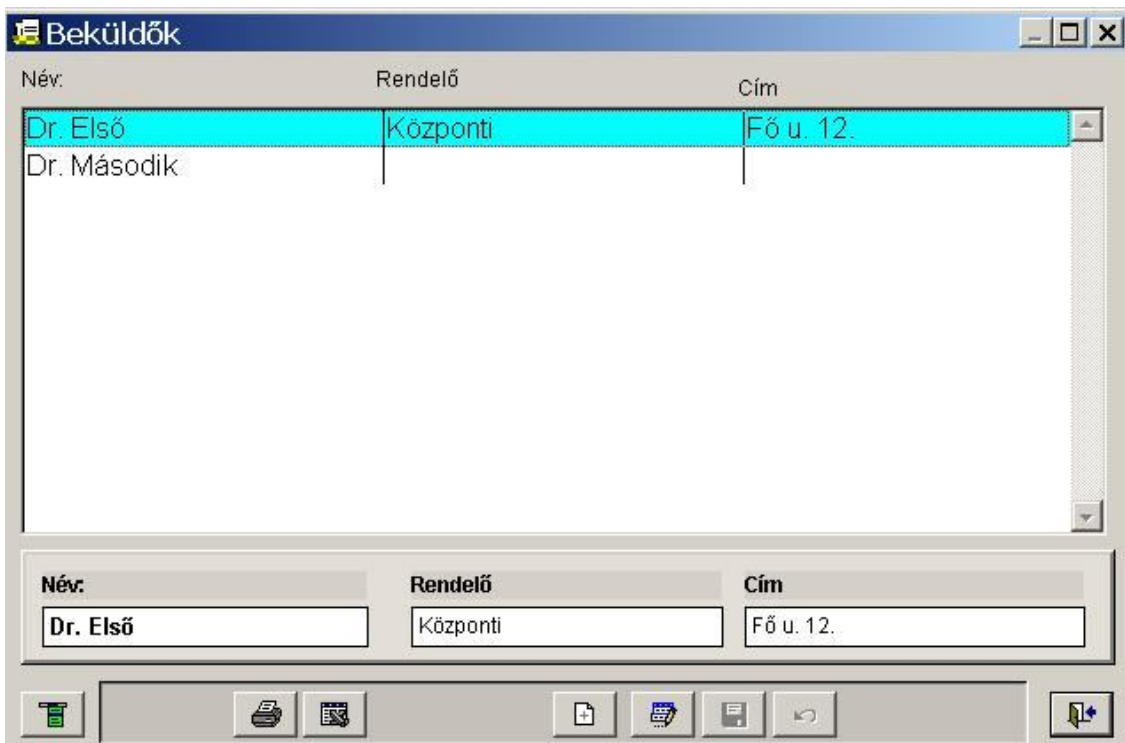 Beküldők
Név: Rendelő Cím
Dr. Első Központi Fő u. 12.
Dr. Második
Név: Rendelő Cím
Dr. Első Központi Fő u. 12.